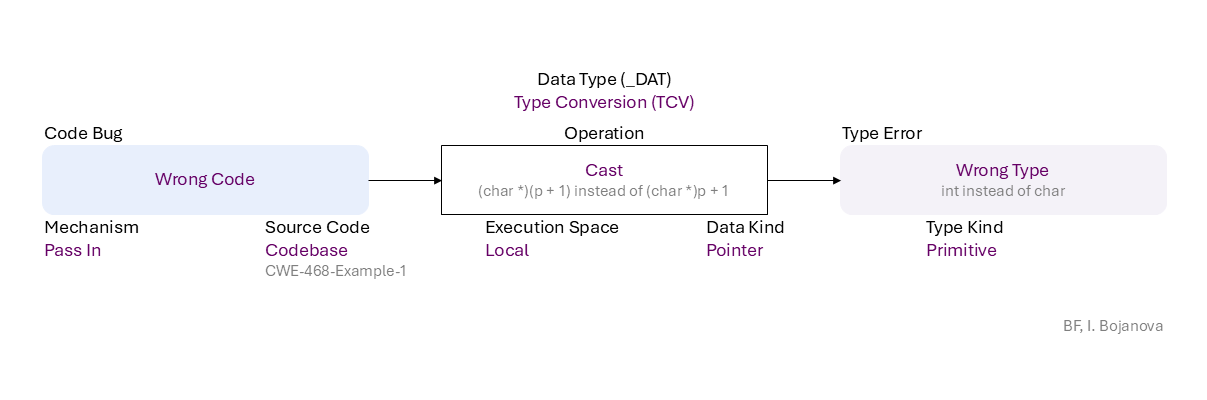 Data Type (_DAT)
Type Conversion (TCV)
Code Bug
Operation
Type Error
Wrong Code
Cast
(char *)(p + 1) instead of (char *)p + 1
Wrong Type
int instead of char
Mechanism
Pass In
Source Code
Codebase
CWE-468-Example-1
Execution Space
Local
Data Kind
Pointer
Type Kind
Primitive
BF, I. Bojanova